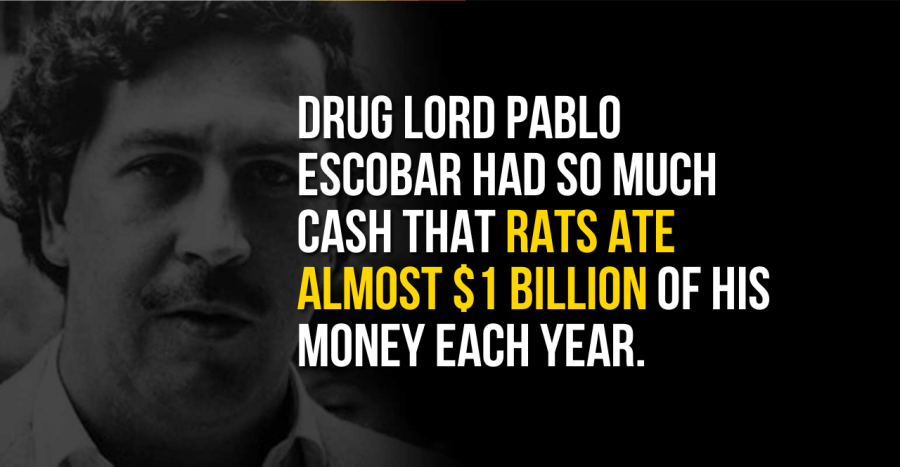 DRUG LORD PABLO
ESCOBAR HAD SO MUCH
CASH THAT RATS ATE
ALMOST $1 BILLION OF HIS
MONEY EACH YEAR.